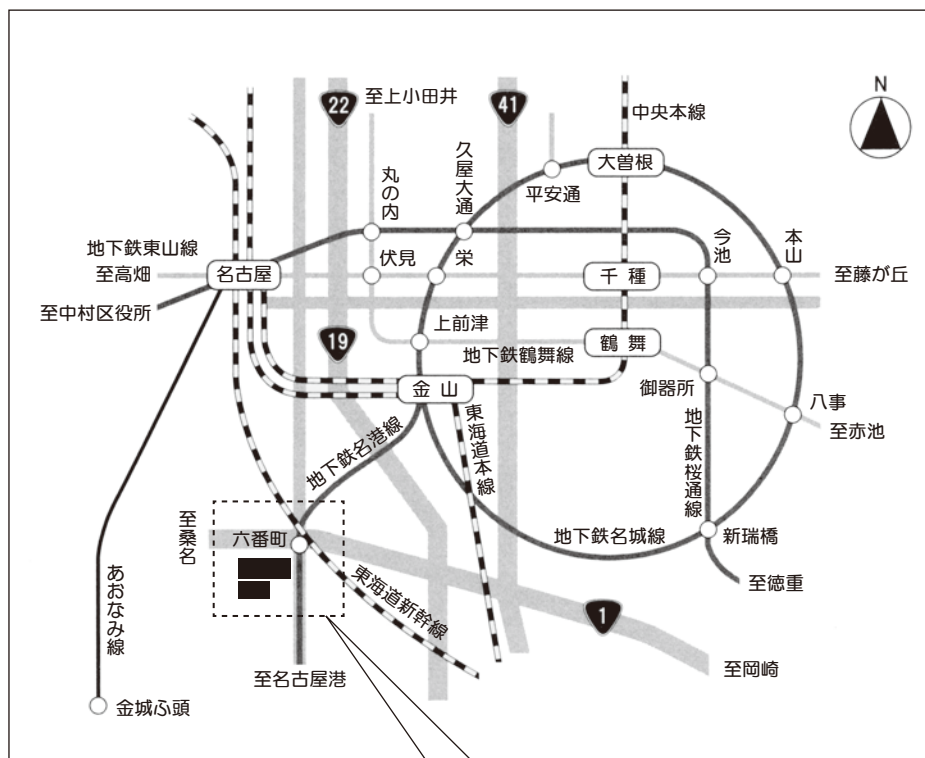 N
22
至上小田井
41
中央本線
大曽根
平安通
久屋大通
丸の内
今池
本山
地下鉄東山線
伏見
栄
至高畑
名古屋
千種
至藤が丘
至中村区役所
19
上前津
地下鉄鶴舞線
鶴舞
御器所
金山
八事
至赤池
東海道本線
地下鉄桜通線
地下鉄名港線
至桑名
六番町
地下鉄名城線
新瑞橋
至徳重
あおなみ線
東海道新幹線
1
至名古屋港
至岡崎
金城ふ頭